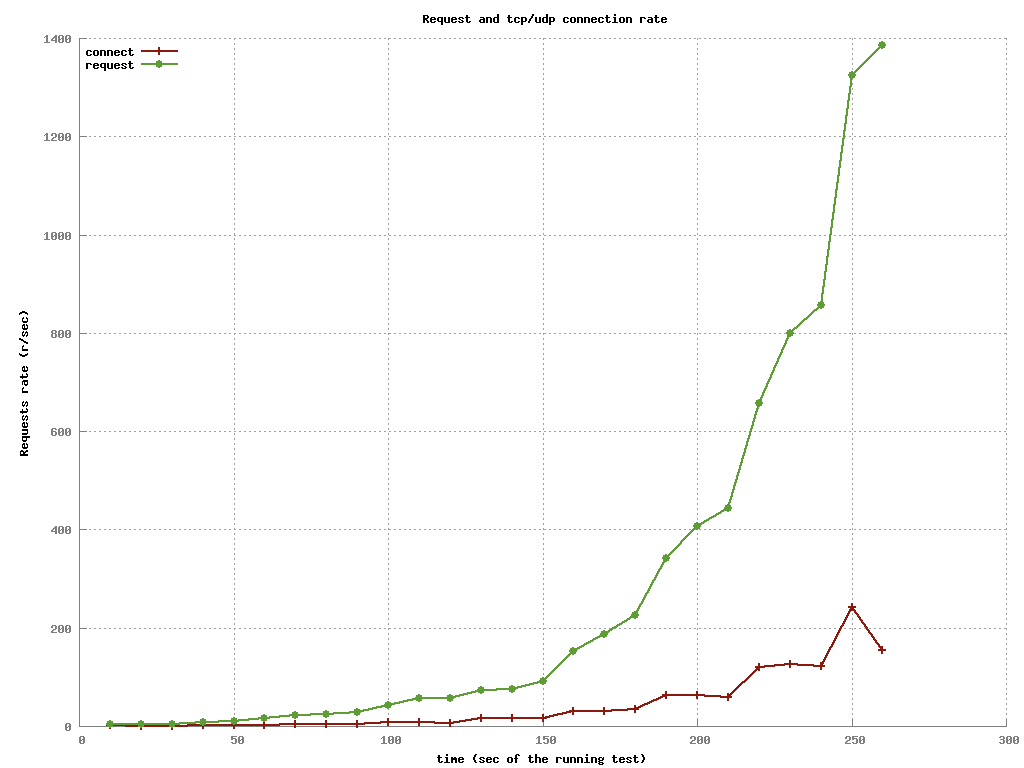 Request and tcp/udp connection rate
connect
request
1400
1200
1000
800
600
400
200
0
Requests rate (r/sec)
0 50 100 150 200 250 300
time (sec of the running test)